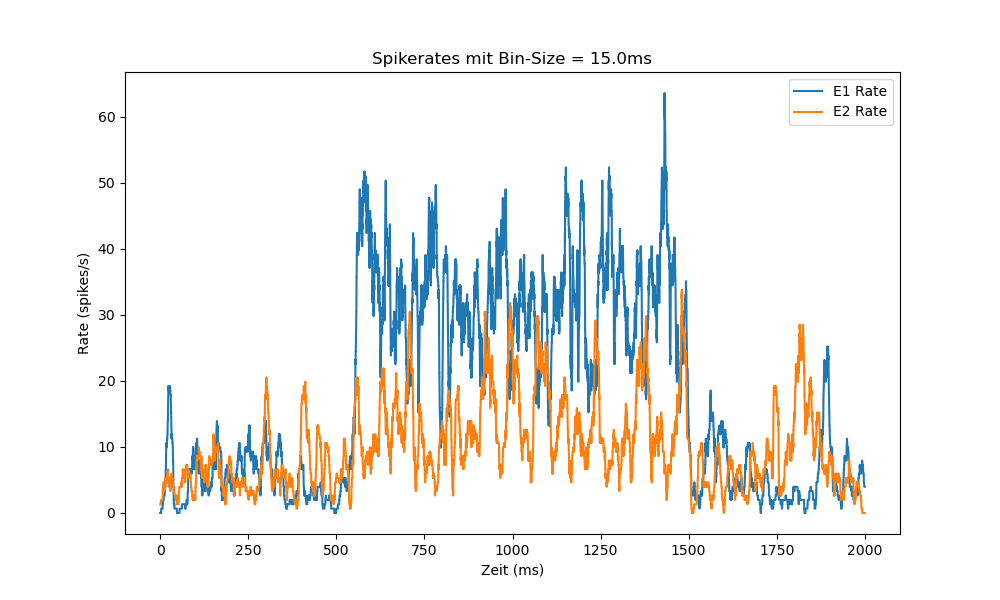 Spikerates mit Bin-Size = 15.0ms
E1 Rate
E2 Rate
60
50
40
30
20
10
0
Rate (spikes/s)
0 250 500 750 1000 1250 1500 1750 2000
Zeit (ms)